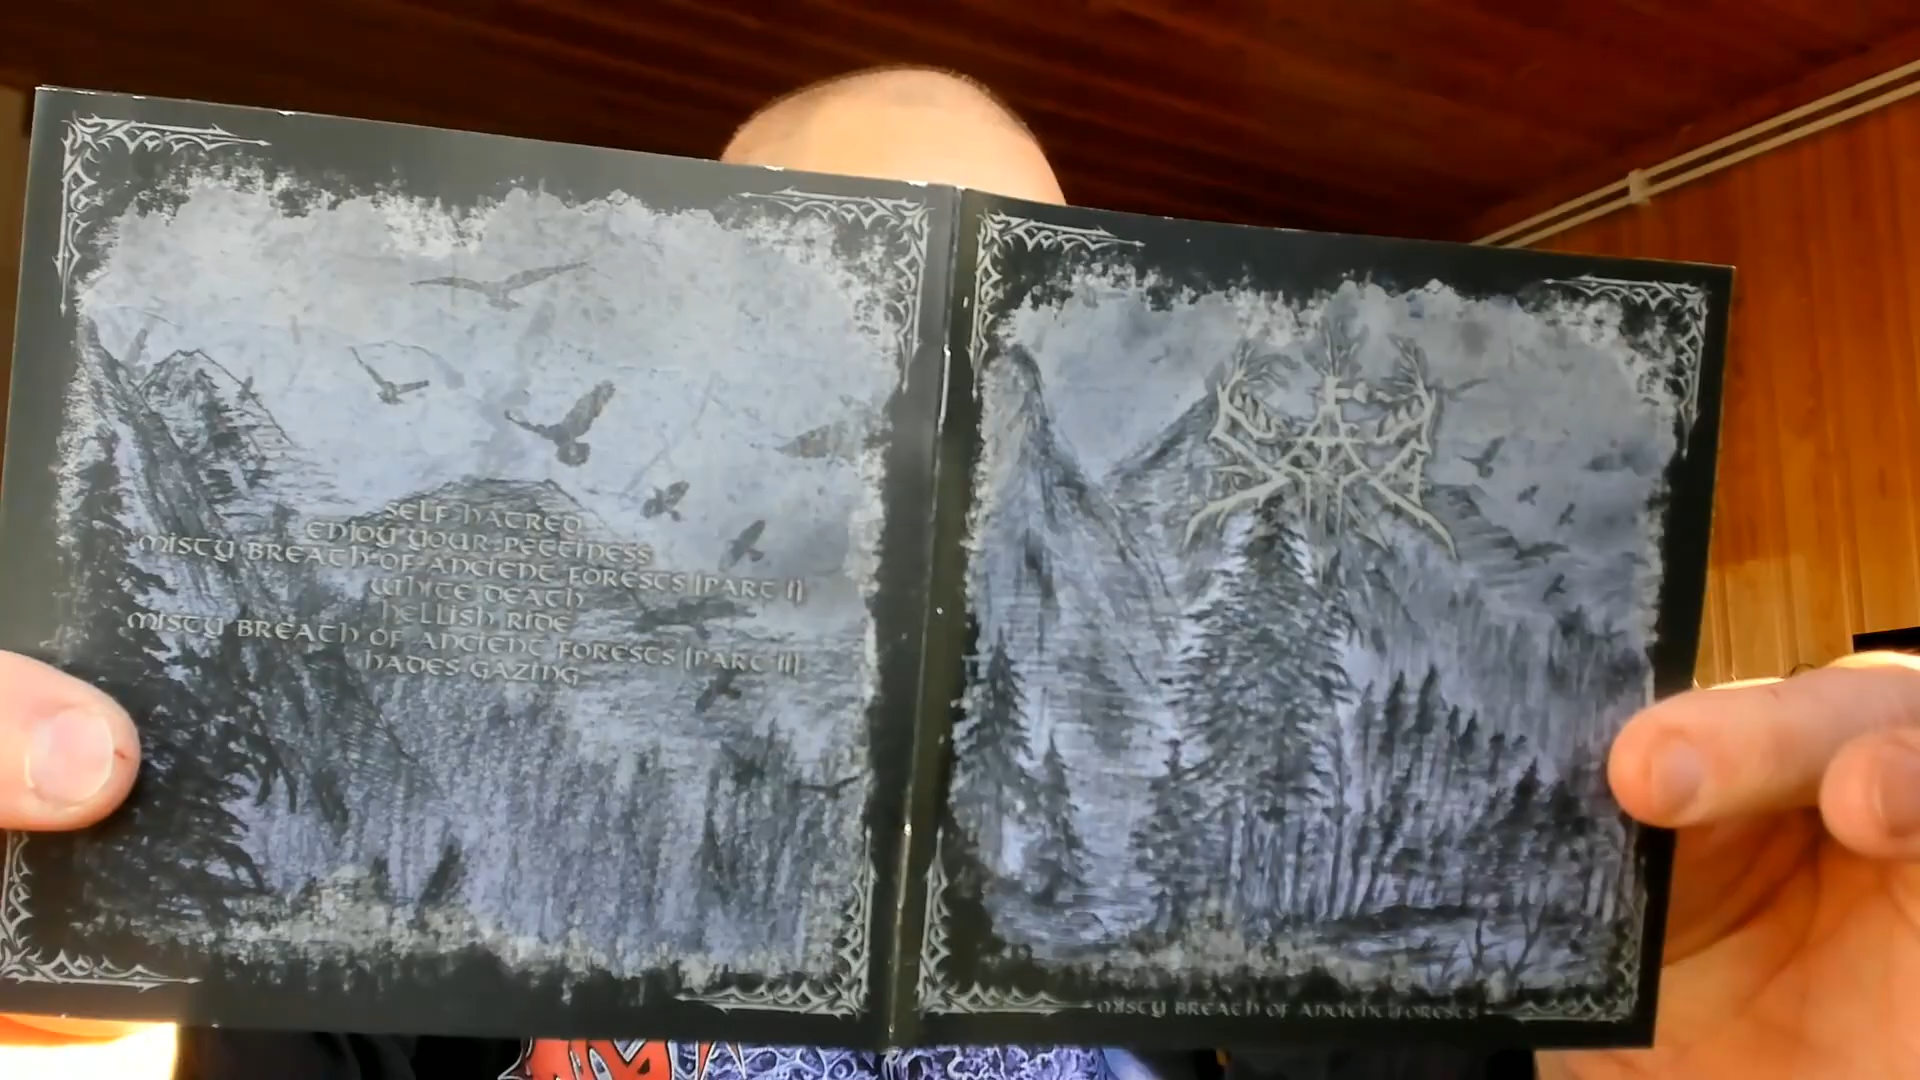 SELF-HATRED
ENJOY YOUR PETTINESS
MISTY BREATH OF ANCIENT FORESTS (PART I)
WHITE DEATH
HELLISH RIDE
MISTY BREATH OF ANCIENT FORESTS (PART II)
HADES GAZING
MISTY BREATH OF ANCIENT FORESTS